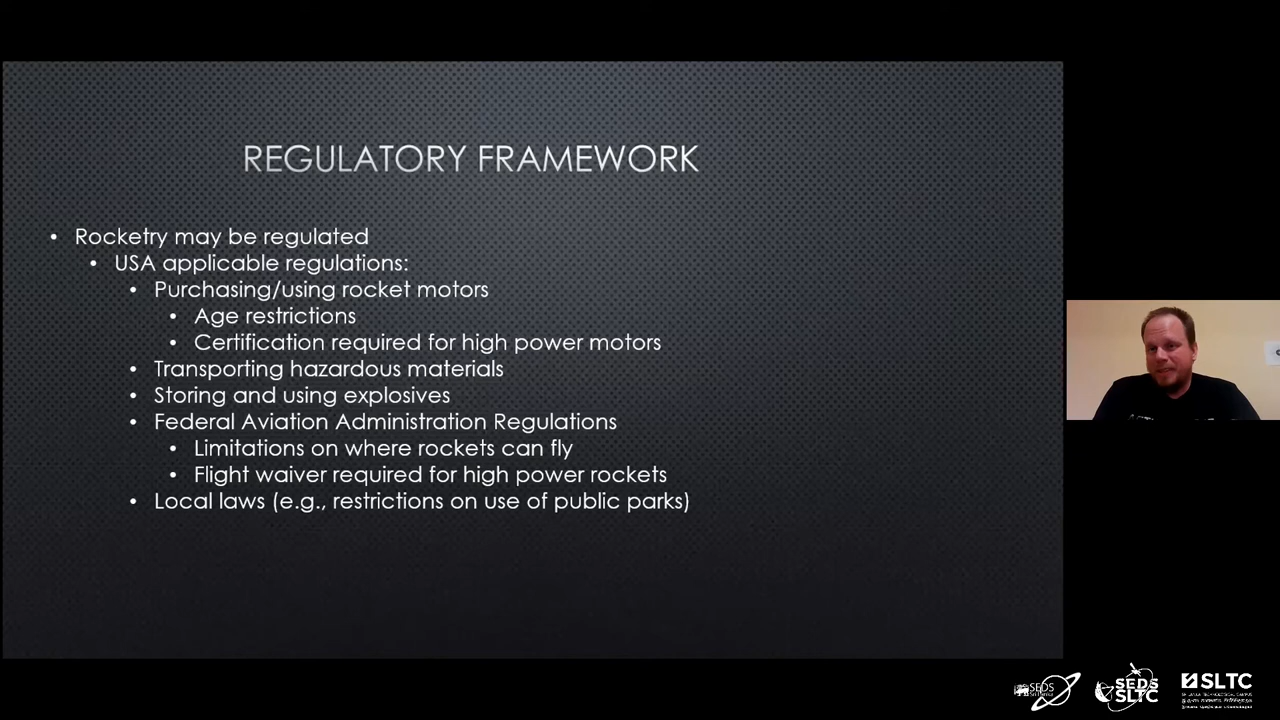 REGULATORY FRAMEWORK
• Rocketry may be regulated
• USA applicable regulations:
• Purchasing/using rocket motors
• Age restrictions
• Certification required for high power motors
• Transporting hazardous materials
• Storing and using explosives
• Federal Aviation Administration Regulations
• Limitations on where rockets can fly
• Flight waiver required for high power rockets
• Local laws (e.g., restrictions on use of public parks)
SEDS
SEDS
SLTC
SLTC